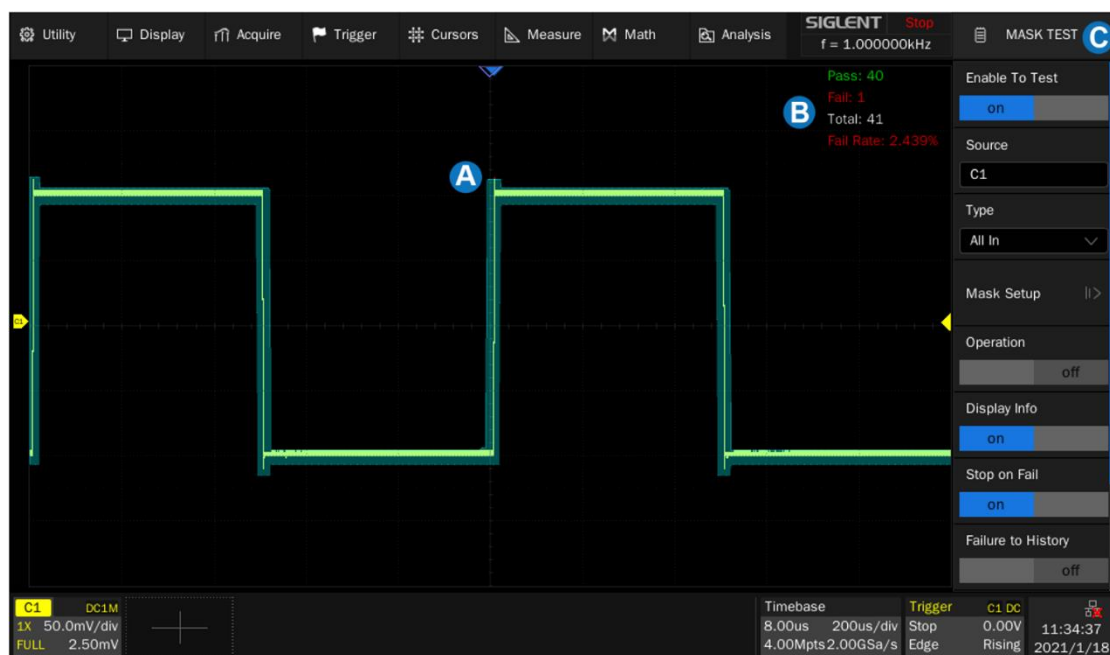 Utility Display Acquire Trigger Cursors Measure Math Analysis
SIGLENT Stop
f = 1.000000kHz
MASK TEST C
Pass: 40
Fail: 1
B
Total: 41
Fail Rate: 2.439%
A
Enable To Test
on
Source
C1
Type
All In
Mask Setup
Operation
off
Display Info
on
Stop on Fail
on
Failure to History
off
C1
C1 DC1M
1X 50.0mV/div
FULL 2.50mV
Timebase
8.00us 200us/div
4.00Mpts 2.00GSa/s
Trigger C1 DC
Stop 0.00V
Edge Rising
11:34:37
2021/1/18